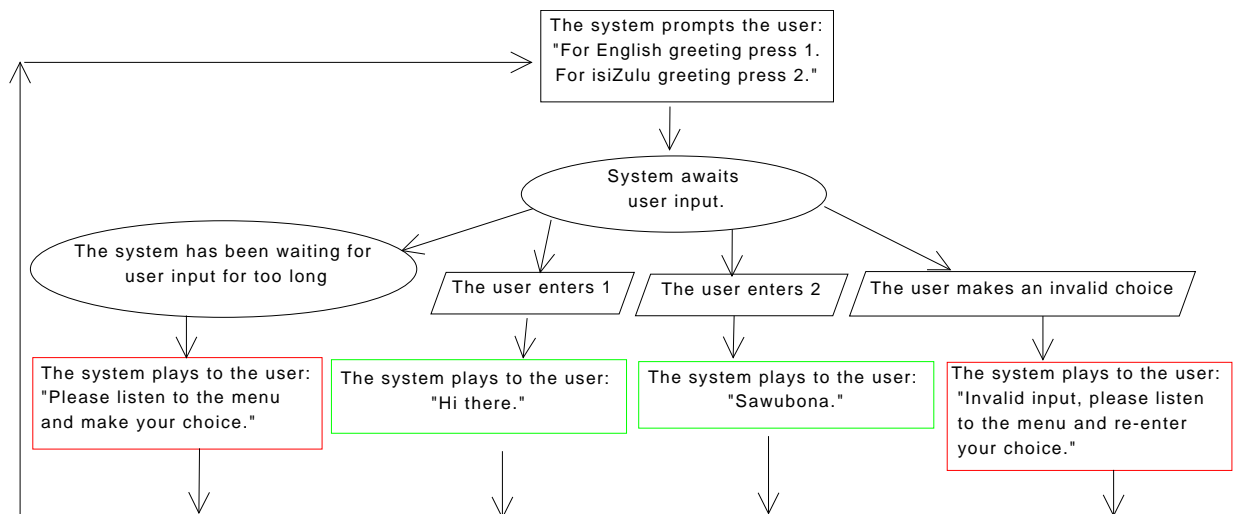 The system prompts the user:
"For English greeting press 1.
For isiZulu greeting press 2."
System awaits
user input.
The system has been waiting for
user input for too long
The user enters 1
The user enters 2
The user makes an invalid choice
The system plays to the user:
"Please listen to the menu
and make your choice."
The system plays to the user:
"Hi there."
The system plays to the user:
"Sawubona."
The system plays to the user:
"Invalid input, please listen
to the menu and re-enter
your choice."